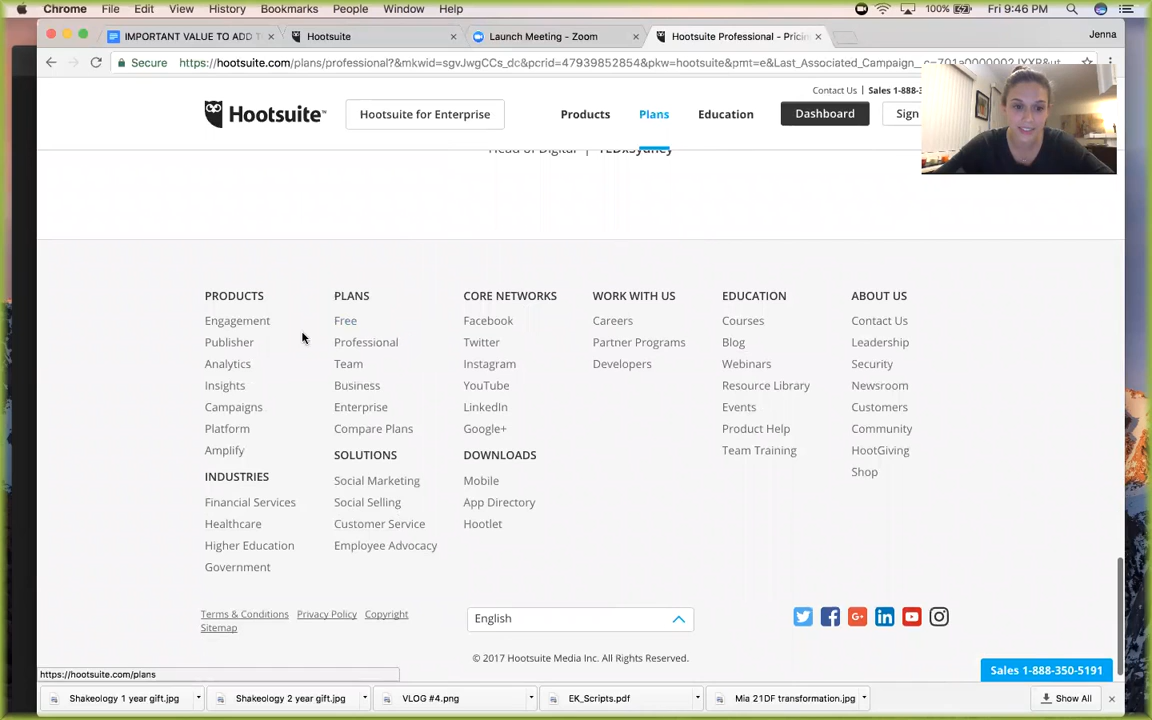 Chrome File Edit View History Bookmarks People Window Help 100% Fri 9:46 PM
IMPORTANT VALUE TO ADD T × Hootsuite × Launch Meeting - Zoom × Hootsuite Professional - Pricin × Jenna
Secure https://hootsuite.com/plans/professional?&mkwid=sgvJwgCCs_dc&pcrid=47939852854&pkw=hootsuite&pmt=e&Last_Associated_Campaign_
Contact Us | Sales 1-888-3
Hootsuite™ Hootsuite for Enterprise Products Plans Education Dashboard Sign
Head of Digital | TEDxSydney
PRODUCTS
Engagement
Publisher
Analytics
Insights
Campaigns
Platform
Amplify
INDUSTRIES
Financial Services
Healthcare
Higher Education
Government
PLANS
Free
Professional
Team
Business
Enterprise
Compare Plans
SOLUTIONS
Social Marketing
Social Selling
Customer Service
Employee Advocacy
CORE NETWORKS
Facebook
Twitter
Instagram
YouTube
LinkedIn
Google+
DOWNLOADS
Mobile
App Directory
Hootlet
WORK WITH US
Careers
Partner Programs
Developers
EDUCATION
Courses
Blog
Webinars
Resource Library
Events
Product Help
Team Training
ABOUT US
Contact Us
Leadership
Security
Newsroom
Customers
Community
HootGiving
Shop
Terms & Conditions Privacy Policy Copyright
Sitemap
English
© 2017 Hootsuite Media Inc. All Rights Reserved.
Sales 1-888-350-5191
https://hootsuite.com/plans
Shakeology 1 year gift.jpg Shakeology 2 year gift.jpg VLOG #4.png EK_Scripts.pdf Mia 21DF transformation.jpg Show All ×